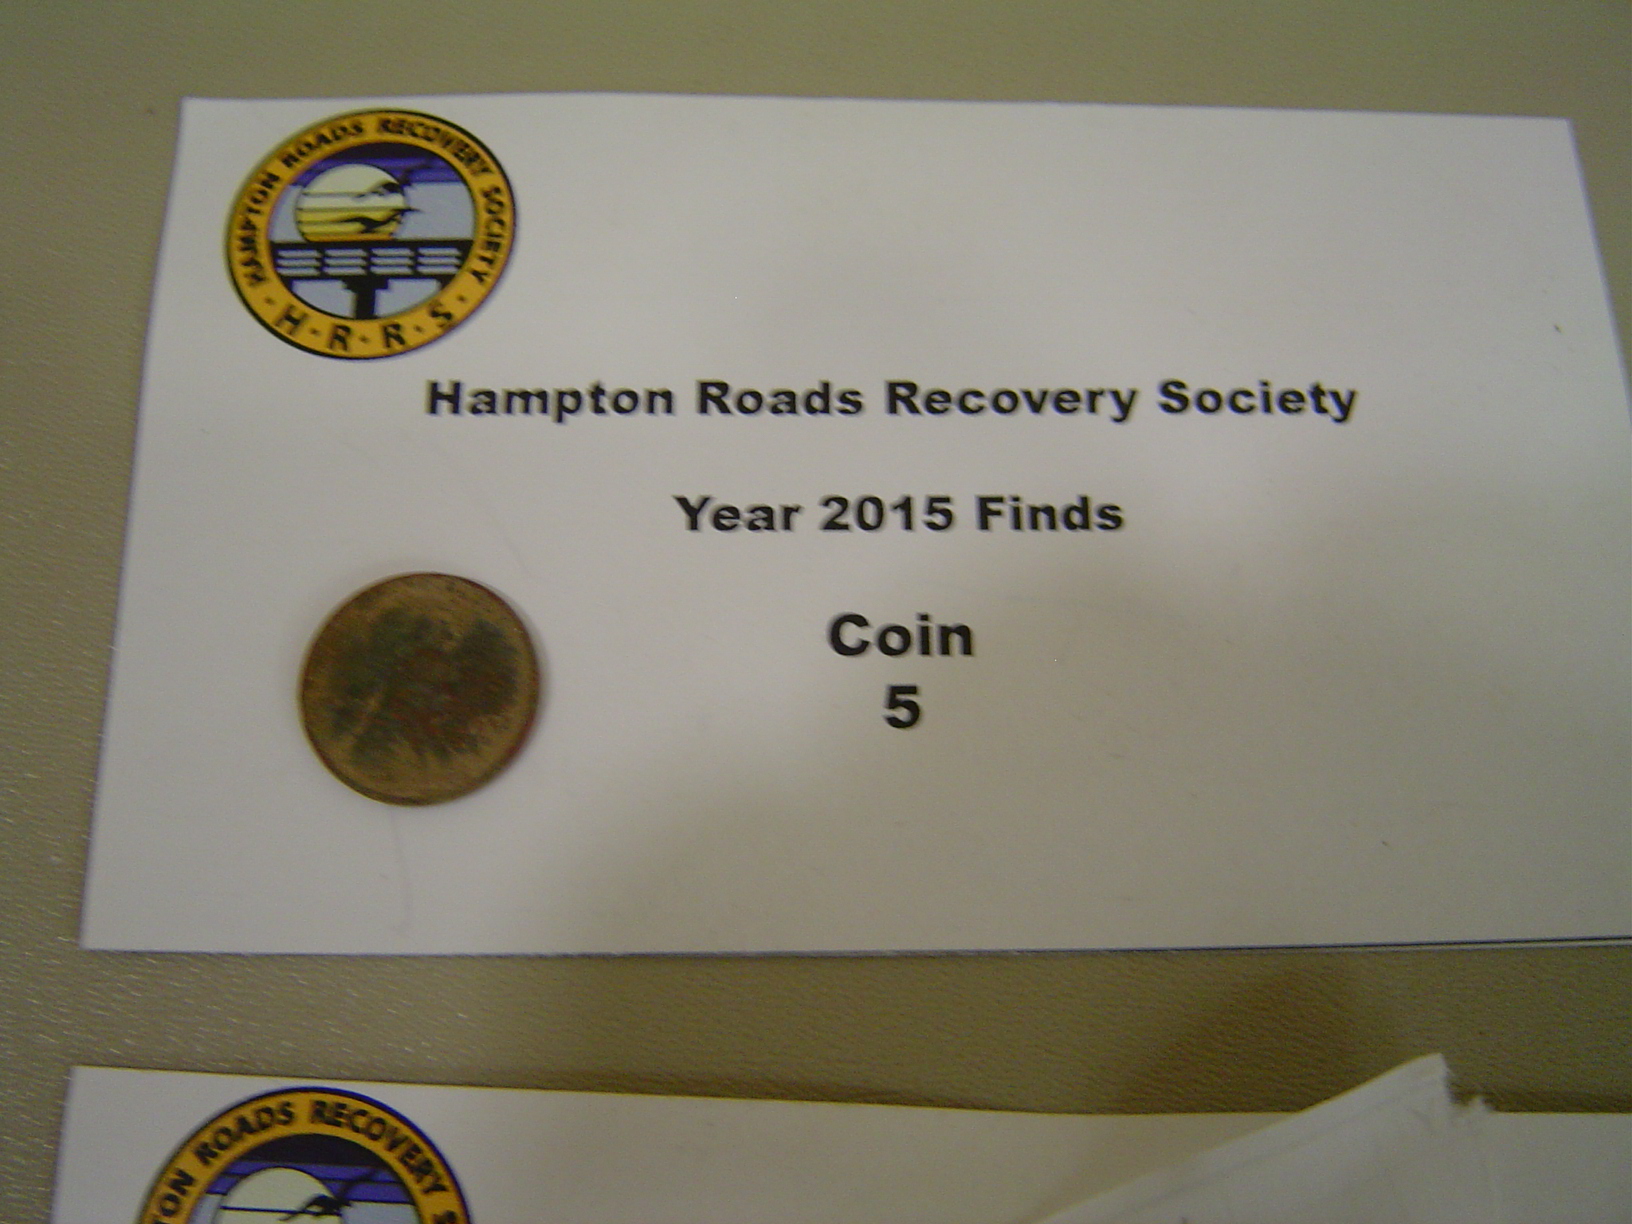 HAMPTON ROADS RECOVERY SOCIETY
· H · R · R · S ·
Hampton Roads Recovery Society
Year 2015 Finds
Coin
5
ROADS RECOVERY